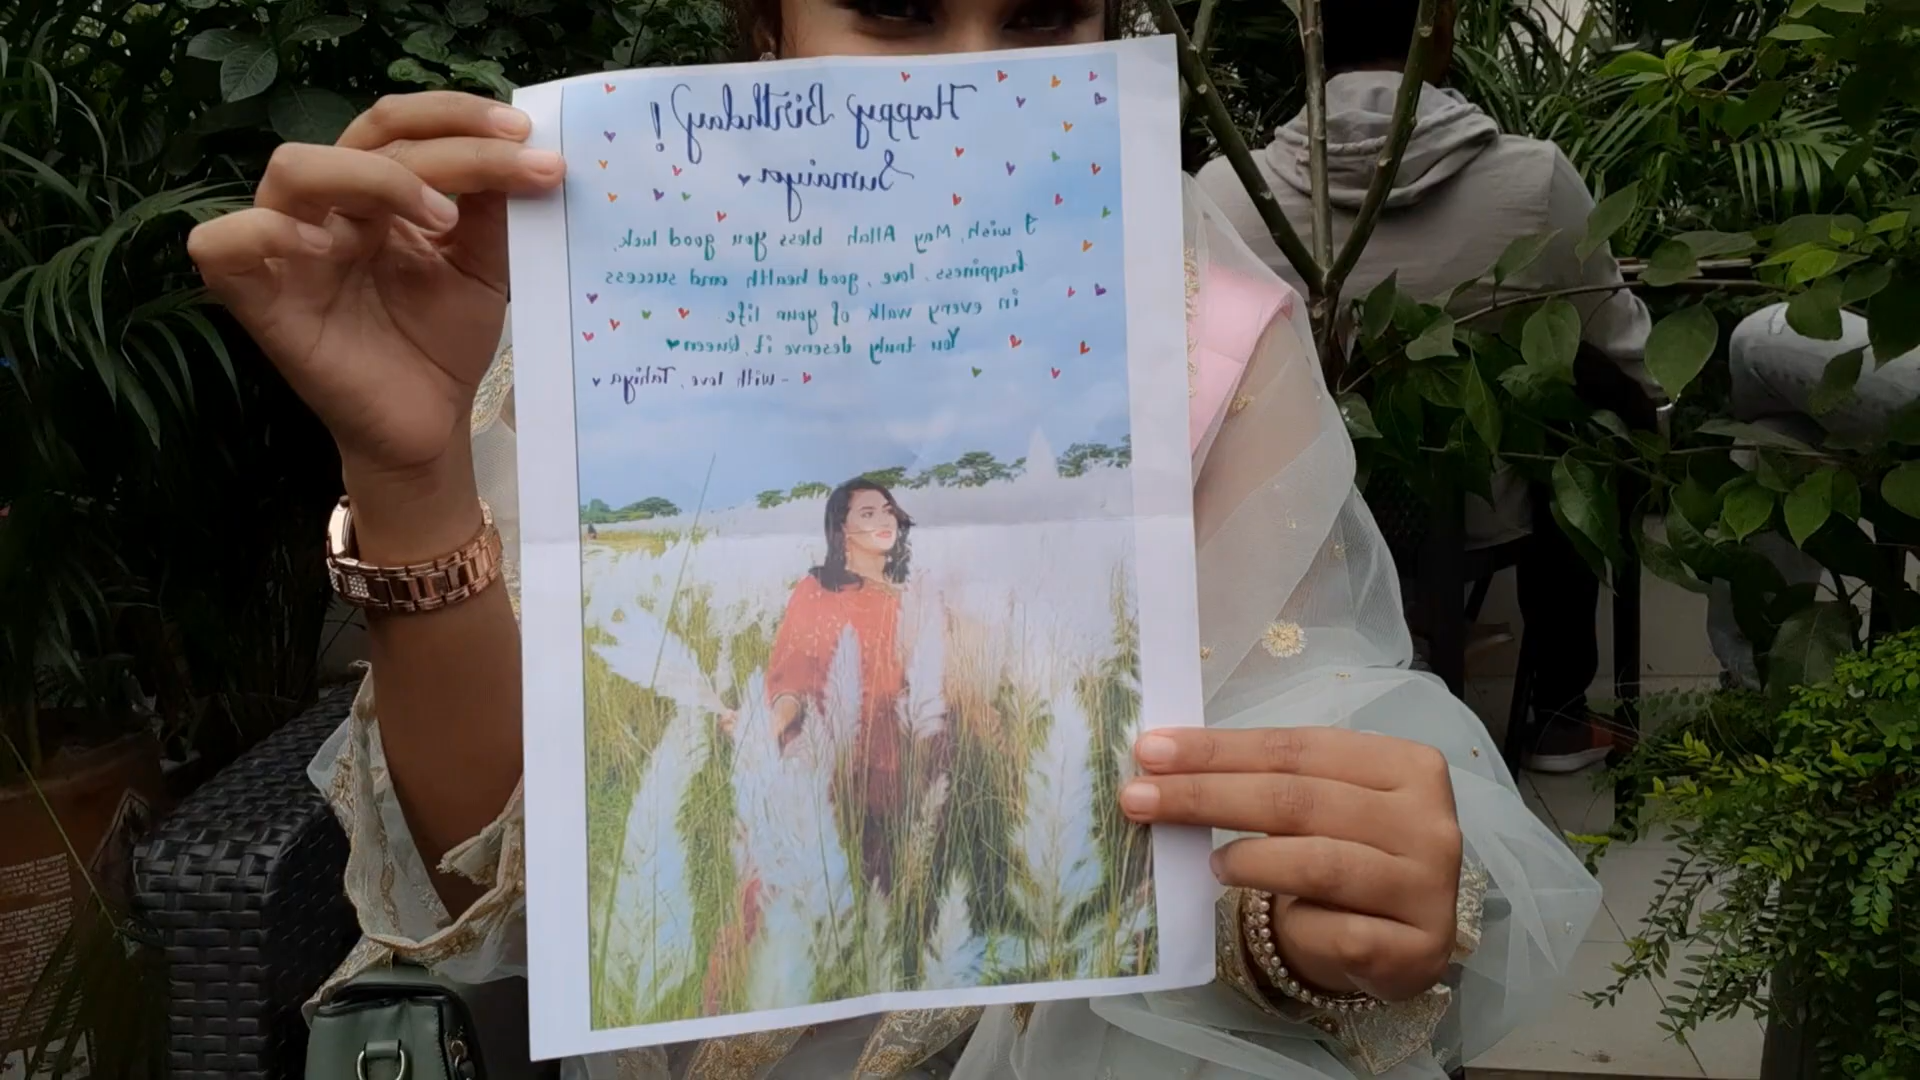 Happy Birthday!
Sumaiya
I wish, May Allah bless you good luck,
happiness, love, good health and success
in every walk of your life.
You truly deserve it, Queen
- With love, Tahiya